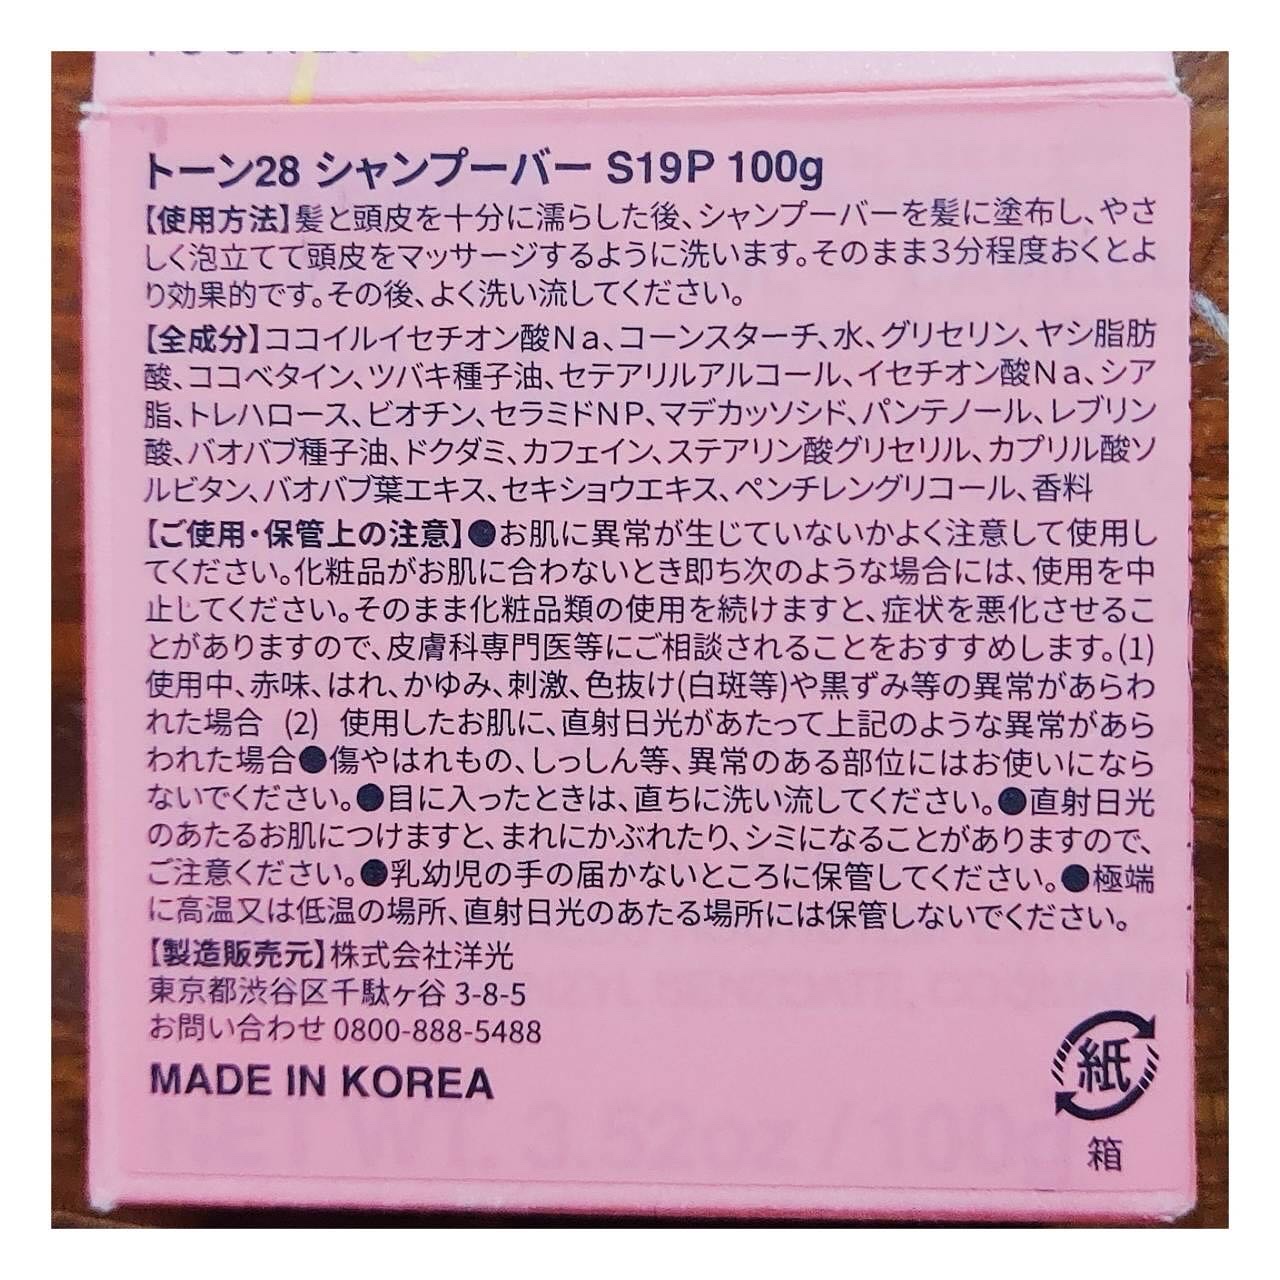 トーン28 シャンプーバー S19P 100g
【使用方法】髪と頭皮を十分に濡らした後、シャンプーバーを髪に塗布し、やさ
しく泡立てて頭皮をマッサージするように洗います。そのまま３分程度おくとよ
り効果的です。その後、よく洗い流してください。
【全成分】ココイルイセチオン酸Ｎａ、コーンスターチ、水、グリセリン、ヤシ脂肪
酸、ココベタイン、ツバキ種子油、セテアリルアルコール、イセチオン酸Ｎａ、シア
脂、トレハロース、ビオチン、セラミドＮＰ、マデカッソシド、パンテノール、レブリン
酸、バオバブ種子油、ドクダミ、カフェイン、ステアリン酸グリセリル、カプリル酸ソ
ルビタン、バオバブ葉エキス、セキショウエキス、ペンチレングリコール、香料
【ご使用・保管上の注意】●お肌に異常が生じていないかよく注意して使用し
てください。化粧品がお肌に合わないとき即ち次のような場合には、使用を中
止してください。そのまま化粧品類の使用を続けますと、症状を悪化させるこ
とがありますので、皮膚科専門医等にご相談されることをおすすめします。(1)
使用中、赤味、はれ、かゆみ、刺激、色抜け(白斑等)や黒ずみ等の異常があらわ
れた場合 (2) 使用したお肌に、直射日光があたって上記のような異常があら
われた場合●傷やはれもの、しっしん等、異常のある部位にはお使いになら
ないでください。●目に入ったときは、直ちに洗い流してください。●直射日光
のあたるお肌につけますと、まれにかぶれたり、シミになることがありますので、
ご注意ください。●乳幼児の手の届かないところに保管してください。●極端
に高温又は低温の場所、直射日光のあたる場所には保管しないでください。
【製造販売元】株式会社洋光
東京都渋谷区千駄ヶ谷 3-8-5
お問い合わせ 0800-888-5488
MADE IN KOREA
紙
箱
NET WT. 3.52oz / 100g